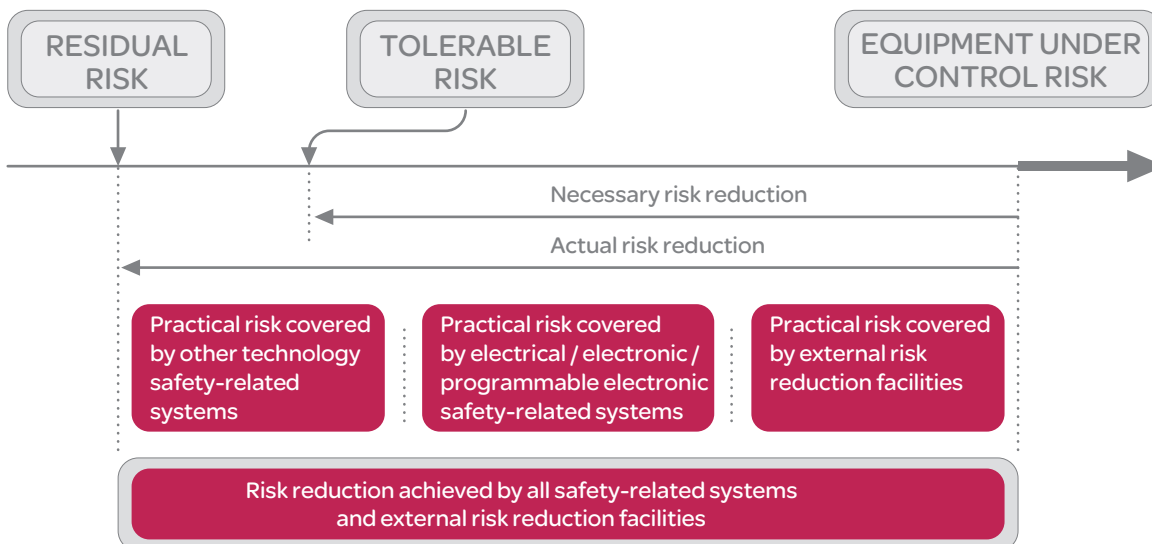 RESIDUAL
RISK
TOLERABLE
RISK
EQUIPMENT UNDER
CONTROL RISK
Necessary risk reduction
Actual risk reduction
Practical risk covered
by other technology
safety-related
systems
Practical risk covered
by electrical / electronic /
programmable electronic
safety-related systems
Practical risk covered
by external risk
reduction facilities
Risk reduction achieved by all safety-related systems
and external risk reduction facilities